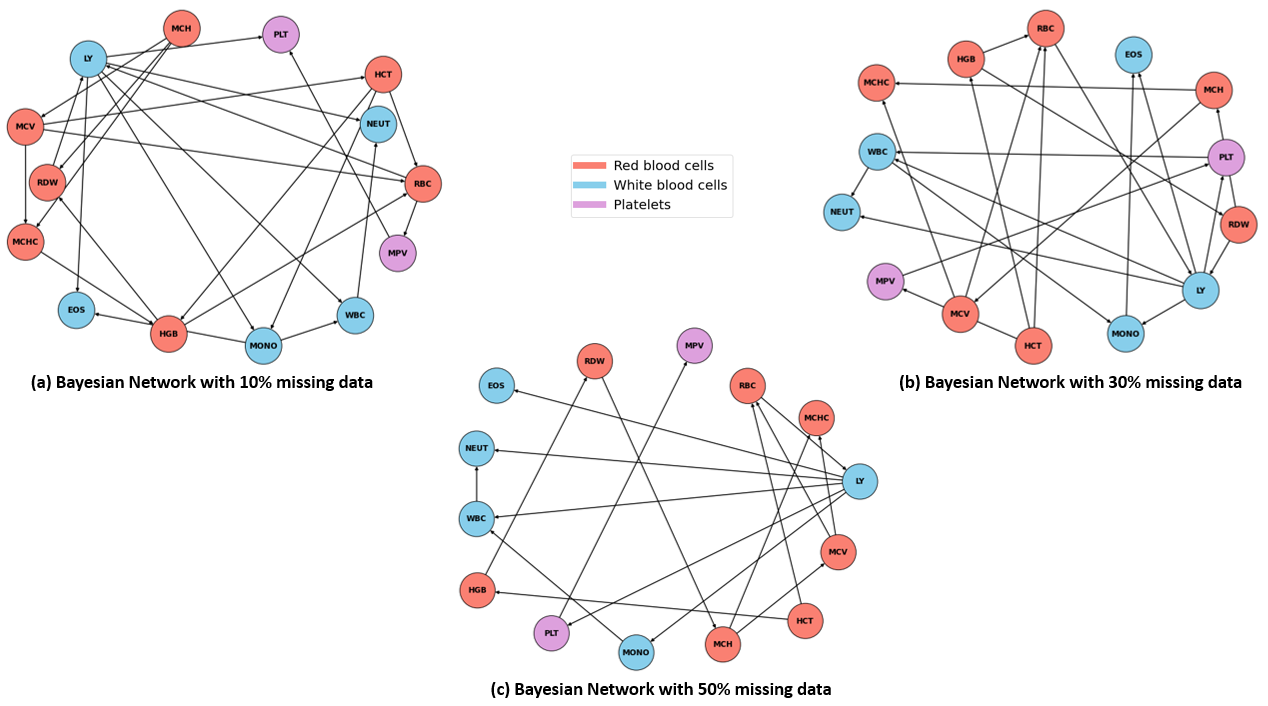 MCH
PLT
LY
HCT
NEUT
MCV
RDW
RBC
MCHC
MPV
EOS
HGB
MONO
WBC
(a) Bayesian Network with 10% missing data
Red blood cells
White blood cells
Platelets
RBC
HGB
EOS
MCHC
MCH
WBC
PLT
NEUT
RDW
MPV
LY
MCV
MONO
HCT
(b) Bayesian Network with 30% missing data
MPV
RDW
EOS
RBC
MCHC
NEUT
LY
WBC
MCV
HGB
HCT
PLT
MCH
MONO
(c) Bayesian Network with 50% missing data